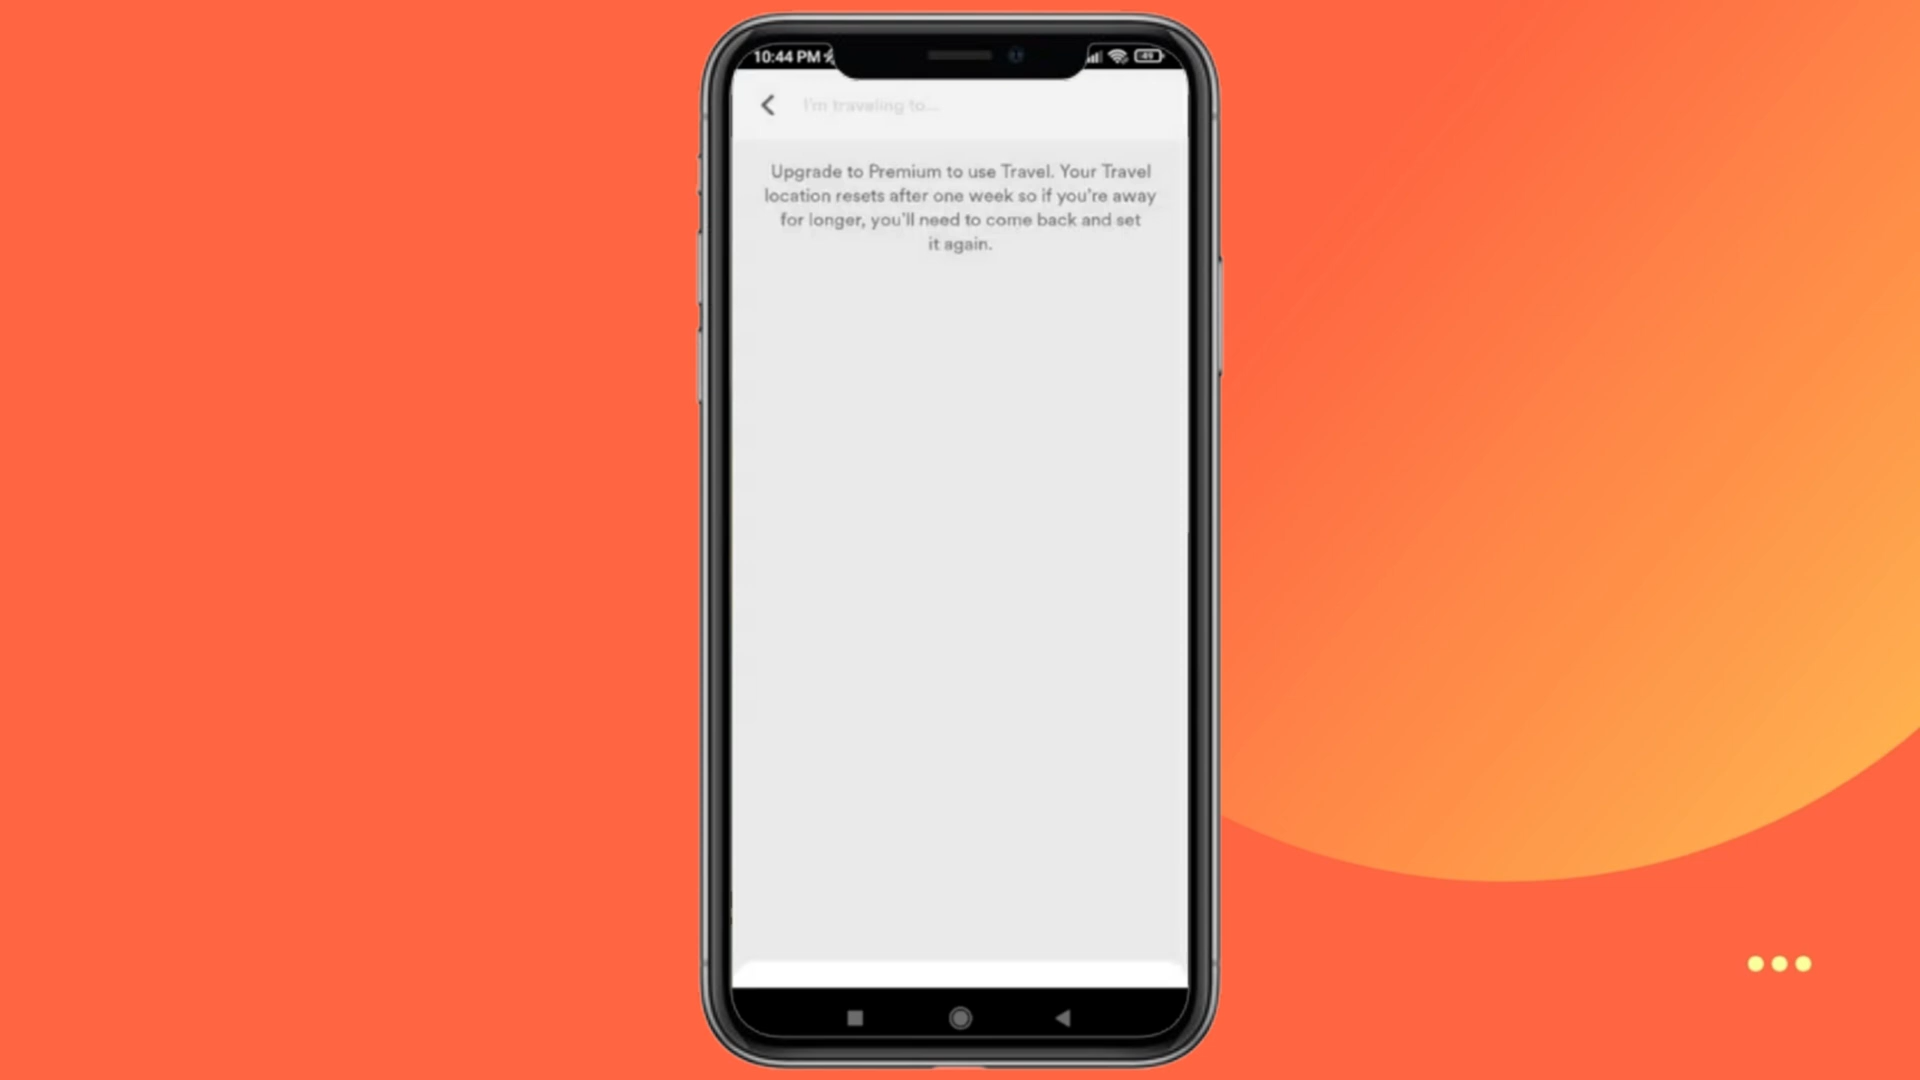 10:44 PM
49
I'm traveling to...
Upgrade to Premium to use Travel. Your Travel
location resets after one week so if you're away
for longer, you'll need to come back and set
it again.